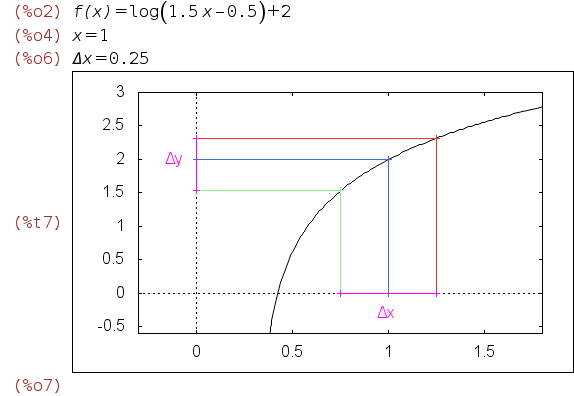 (%o2) f(x)=log(1.5x-0.5)+2
(%o4) x=1
(%o6) Δx=0.25
(%t7)
3
2.5
2
1.5
1
0.5
0
-0.5
Δy
Δx
0 0.5 1 1.5
(%o7)